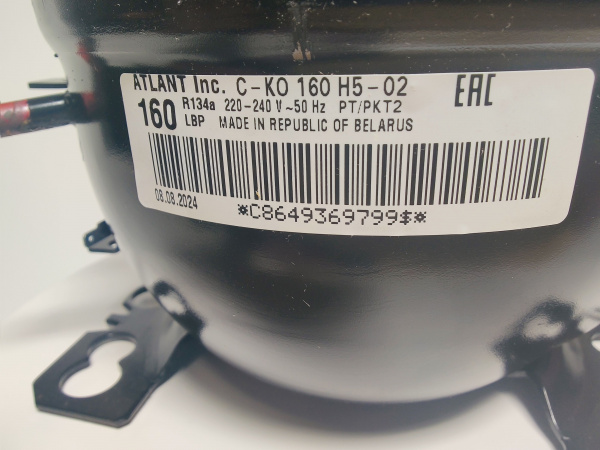 ATLANT Inc. C-KO 160 H5-02
EAC
160 R134a 220-240 V ~50 Hz PT/PKT2
LBP MADE IN REPUBLIC OF BELARUS
08.08.2024
*C8649369799$*